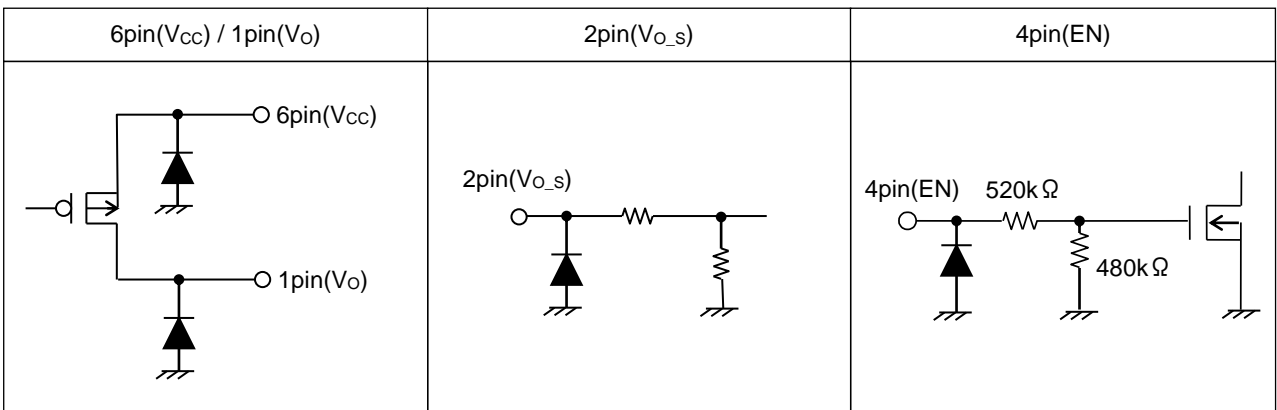 6pin(VCC) / 1pin(VO)
2pin(VO_S)
4pin(EN)
6pin(VCC)
1pin(VO)
2pin(VO_S)
4pin(EN)
520kΩ
480kΩ